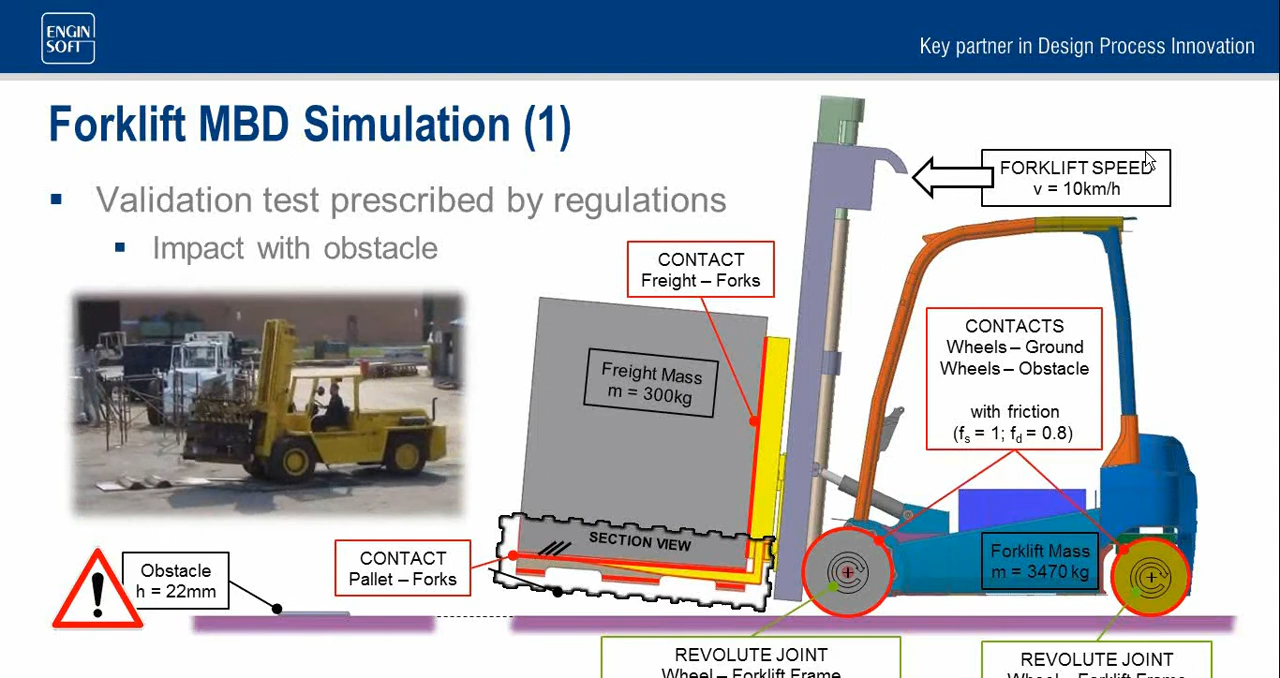 ENGIN
SOFT
Key partner in Design Process Innovation
Forklift MBD Simulation (1)
Validation test prescribed by regulations
Impact with obstacle
FORKLIFT SPEED
v = 10km/h
CONTACT
Freight – Forks
CONTACTS
Wheels – Ground
Wheels – Obstacle
with friction
(fs = 1; fd = 0.8)
Freight Mass
m = 300kg
SECTION VIEW
CONTACT
Pallet – Forks
Obstacle
h = 22mm
!
Forklift Mass
m = 3470 kg
REVOLUTE JOINT
Wheel – Forklift Frame
REVOLUTE JOINT
Wheel – Forklift Frame